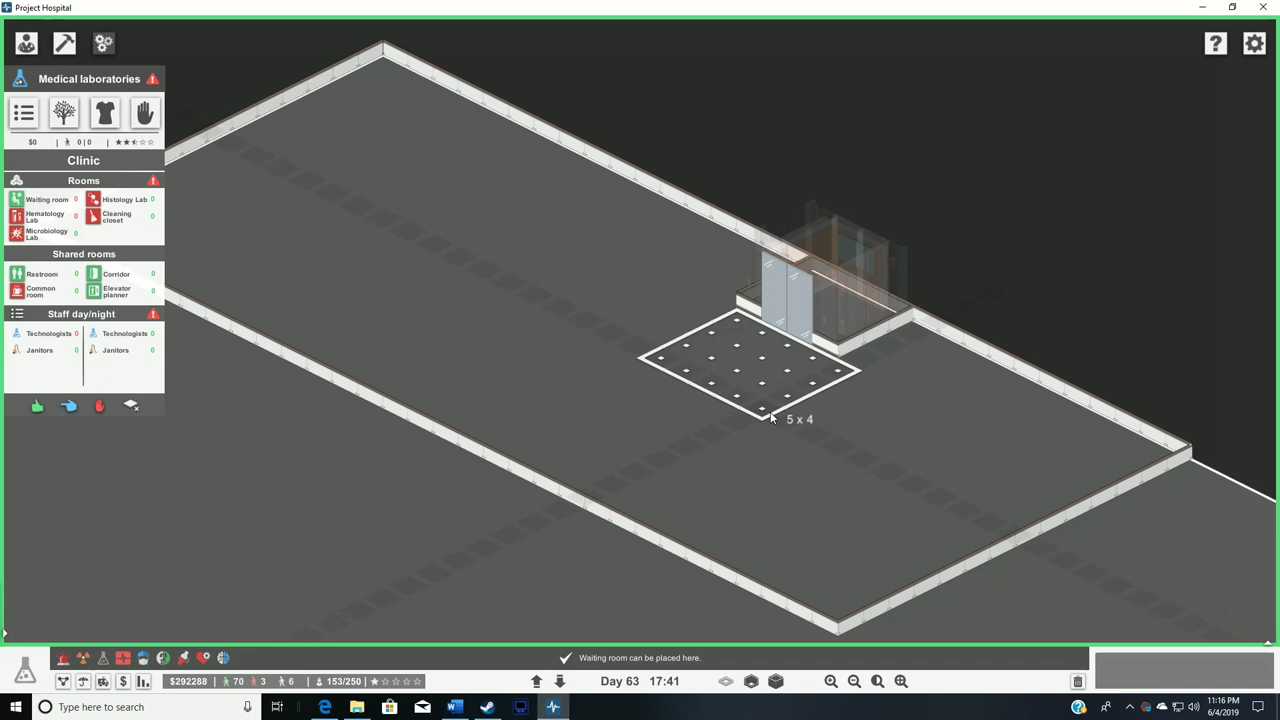 Project Hospital
Medical laboratories
$0 | 0 | 0 |
Clinic
Rooms
Waiting room 0 Histology Lab 0
Hematology Lab 0 Cleaning closet 0
Microbiology Lab 0
Shared rooms
Restroom 0 Corridor 0
Common room 0 Elevator planner 0
Staff day/night
Technologists 0 Technologists 0
Janitors 0 Janitors 0
5 x 4
Waiting room can be placed here.
$292288 | 70 3 6 | 153/250 |
Day 63 17:41
Type here to search
11:16 PM
6/4/2019